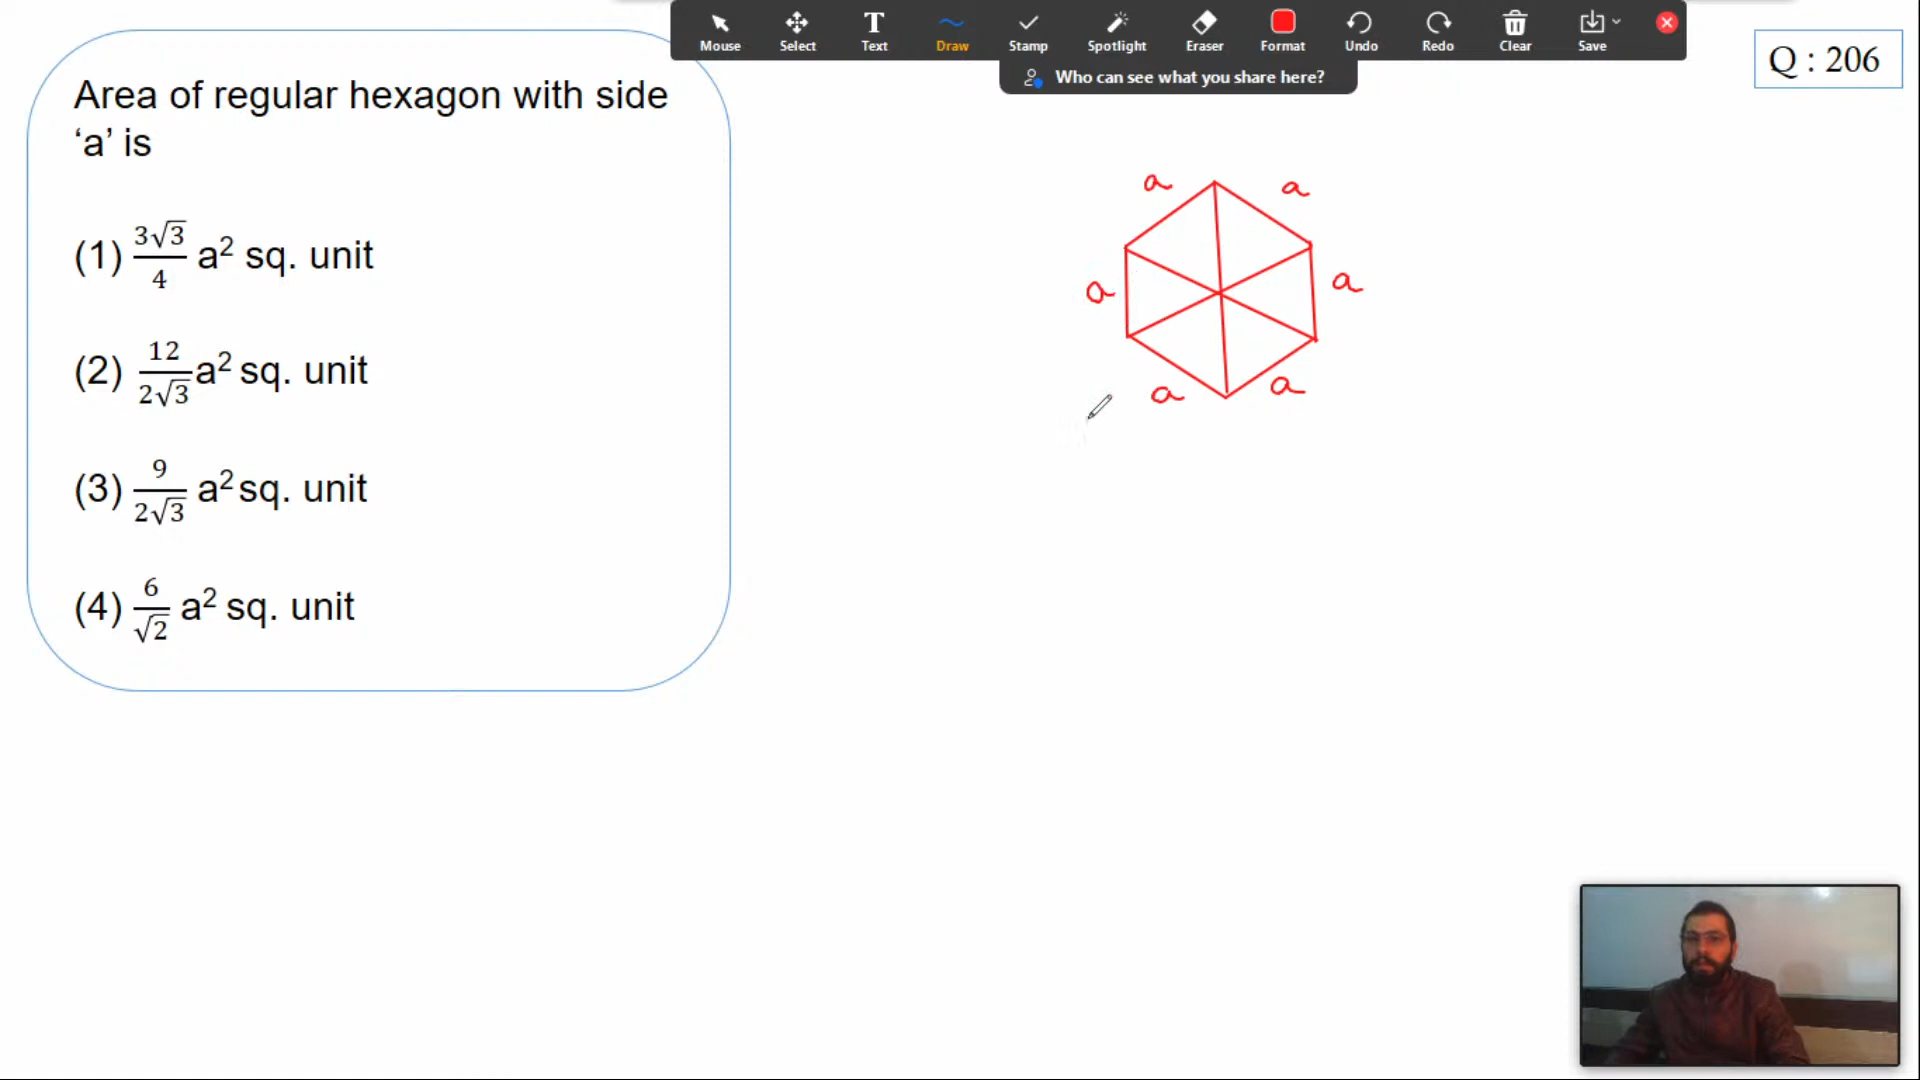 Mouse Select Text Draw Stamp Spotlight Eraser Format Undo Redo Clear Save
Who can see what you share here?
Q : 206
Area of regular hexagon with side
‘a’ is
(1) 3√3/4 a² sq. unit
(2) 12/2√3 a² sq. unit
(3) 9/2√3 a² sq. unit
(4) 6/√2 a² sq. unit
a a
a a
a a